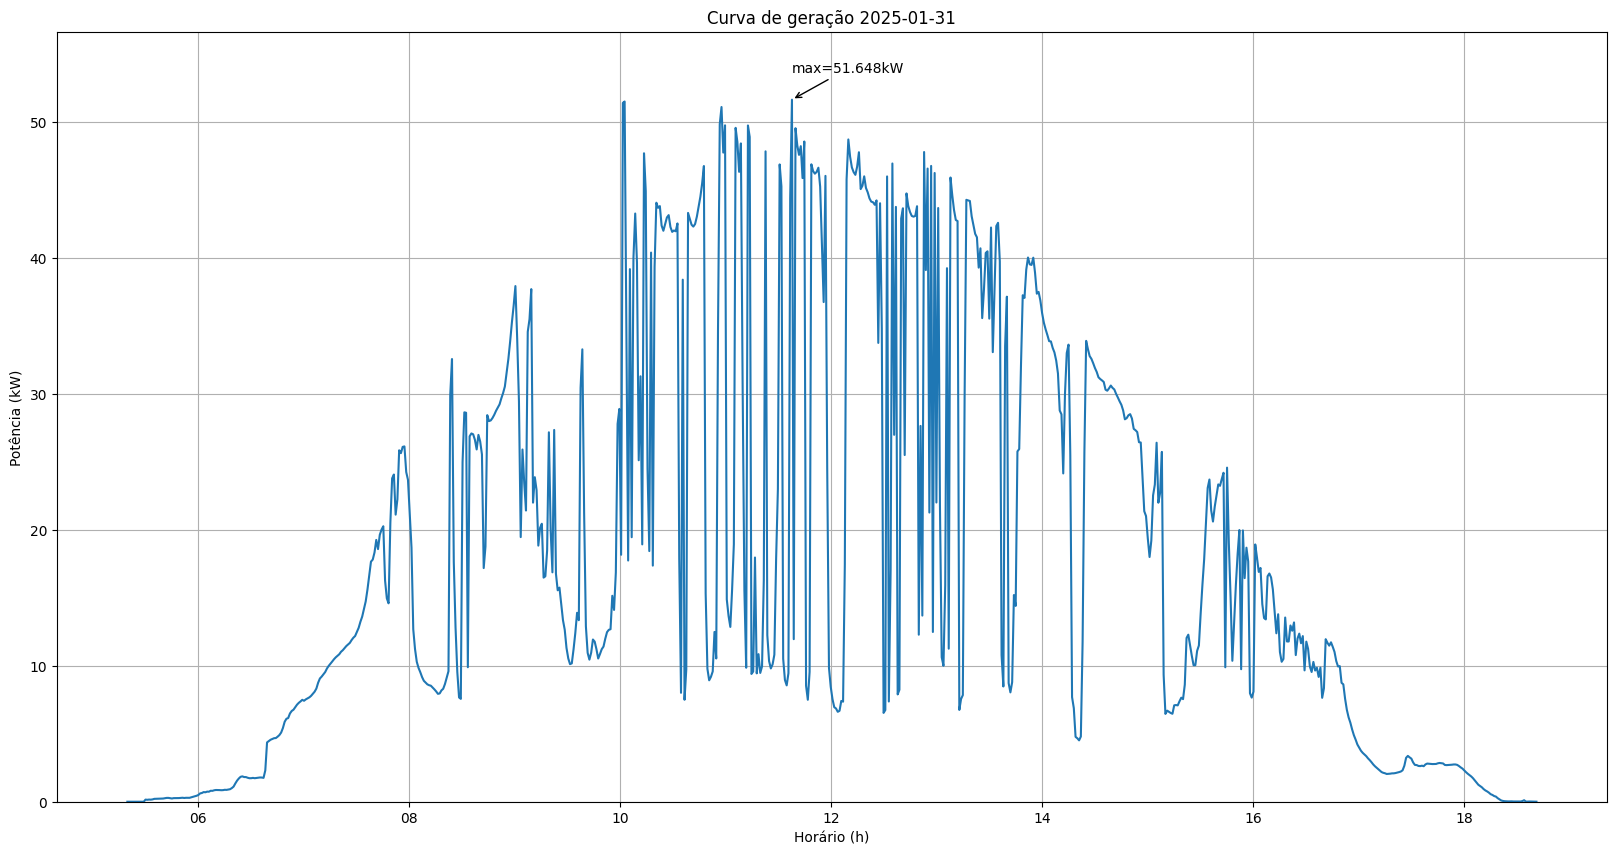 Curva de geração 2025-01-31
max=51.648kW
Potência (kW)
50
40
30
20
10
0
06 08 10 12 14 16 18
Horário (h)